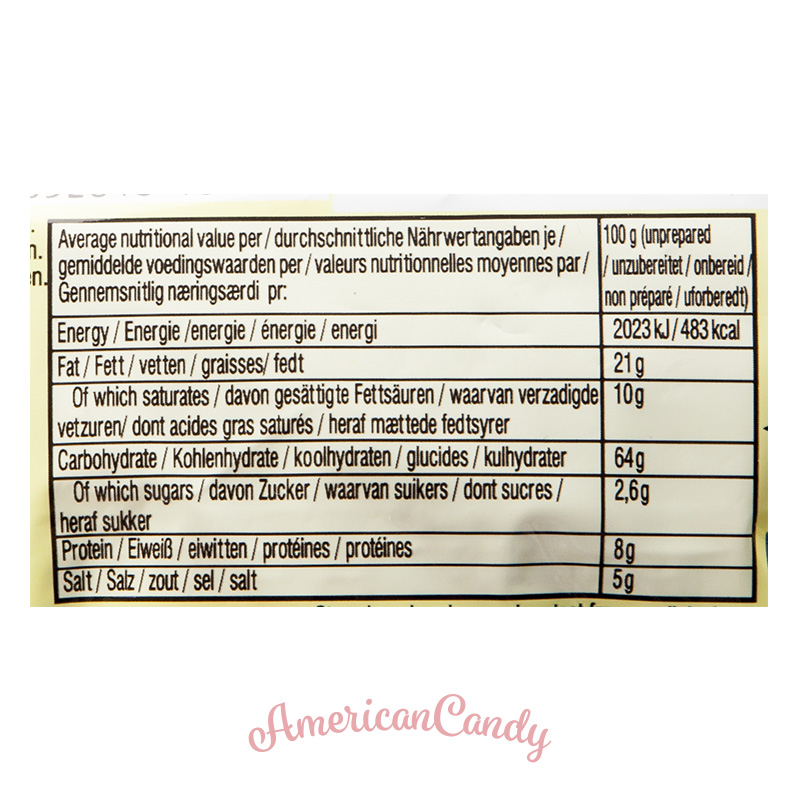 n.
en.
Average nutritional value per / durchschnittliche Nährwertangaben je /
gemiddelde voedingswaarden per / valeurs nutritionnelles moyennes par /
Gennemsnitlig næringsærdi pr:
100 g (unprepared
/ unzubereitet / onbereid /
non préparé / uforberedt)
Energy / Energie /energie / énergie / energi 2023 kJ / 483 kcal
Fat / Fett / vetten / graisses/ fedt 21 g
Of which saturates / davon gesättigte Fettsäuren / waarvan verzadigde 10g
vetzuren/ dont acides gras saturés / heraf mættede fedtsyrer
Carbohydrate / Kohlenhydrate / koolhydraten / glucides / kulhydrater 64g
Of which sugars / davon Zucker / waarvan suikers / dont sucres / 2,6g
heraf sukker
Protein / Eiweiß / eiwitten / protéines / protéines 8g
Salt / Salz / zout / sel / salt 5g
AmericanCandy